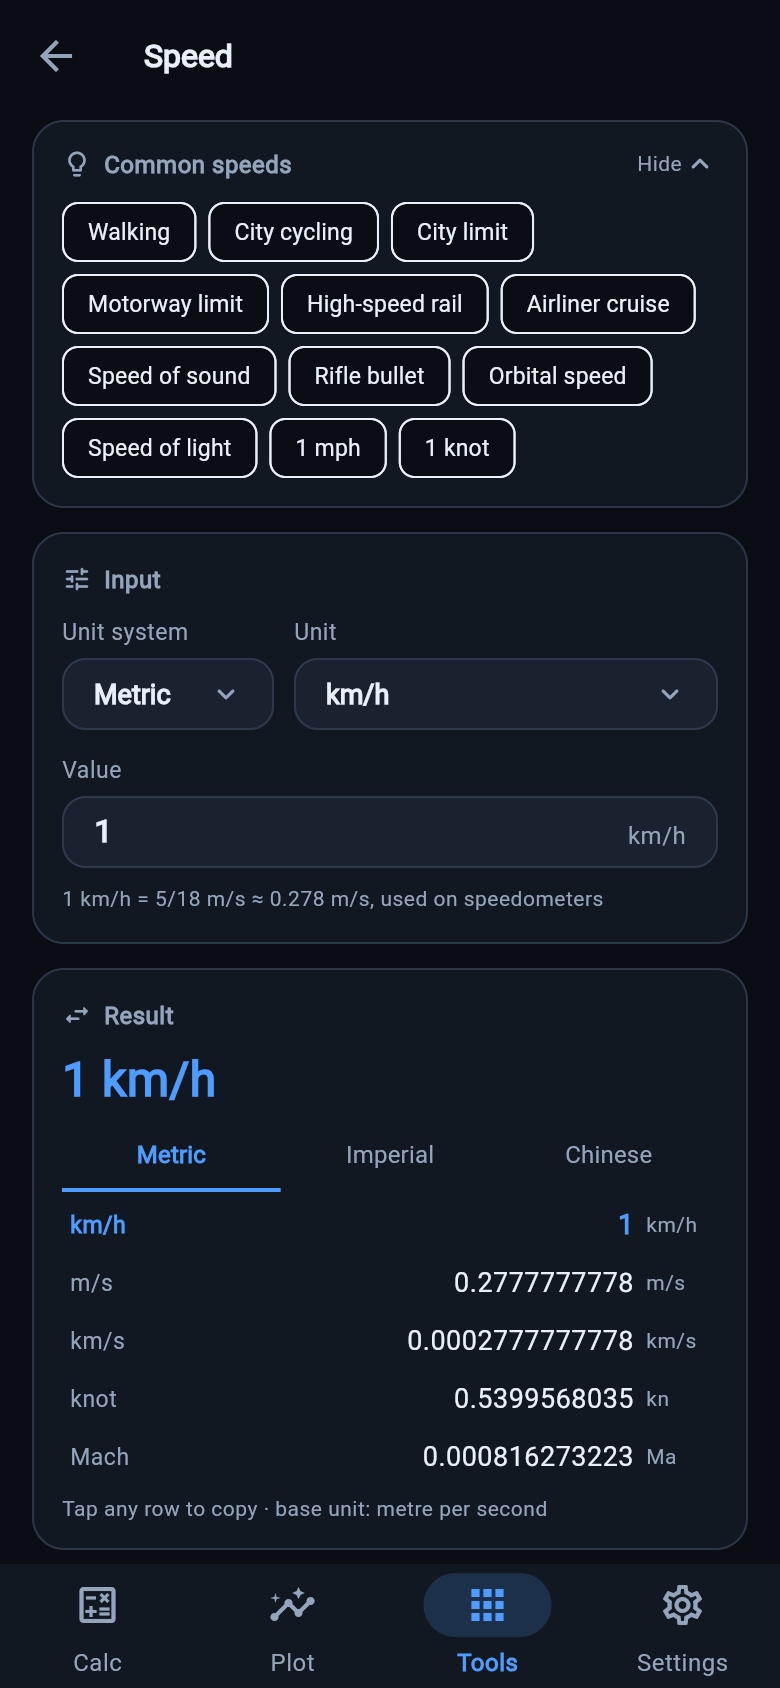 Speed
Common speeds Hide
Walking City cycling City limit
Motorway limit High-speed rail Airliner cruise
Speed of sound Rifle bullet Orbital speed
Speed of light 1 mph 1 knot
Input
Unit system Unit
Metric km/h
Value
1 km/h
1 km/h = 5/18 m/s ≈ 0.278 m/s, used on speedometers
Result
1 km/h
Metric Imperial Chinese
km/h 1 km/h
m/s 0.2777777778 m/s
km/s 0.0002777777778 km/s
knot 0.5399568035 kn
Mach 0.000816273223 Ma
Tap any row to copy · base unit: metre per second
Calc Plot Tools Settings